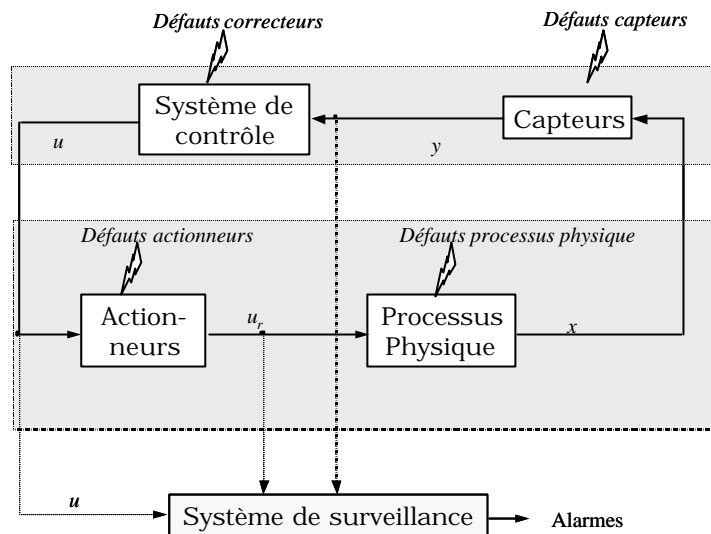 Défauts correcteurs
Défauts capteurs
Système de
contrôle
Capteurs
u
y
Défauts actionneurs
Défauts processus physique
Action-
neurs
u_r
Processus
Physique
x
u
Système de surveillance
Alarmes